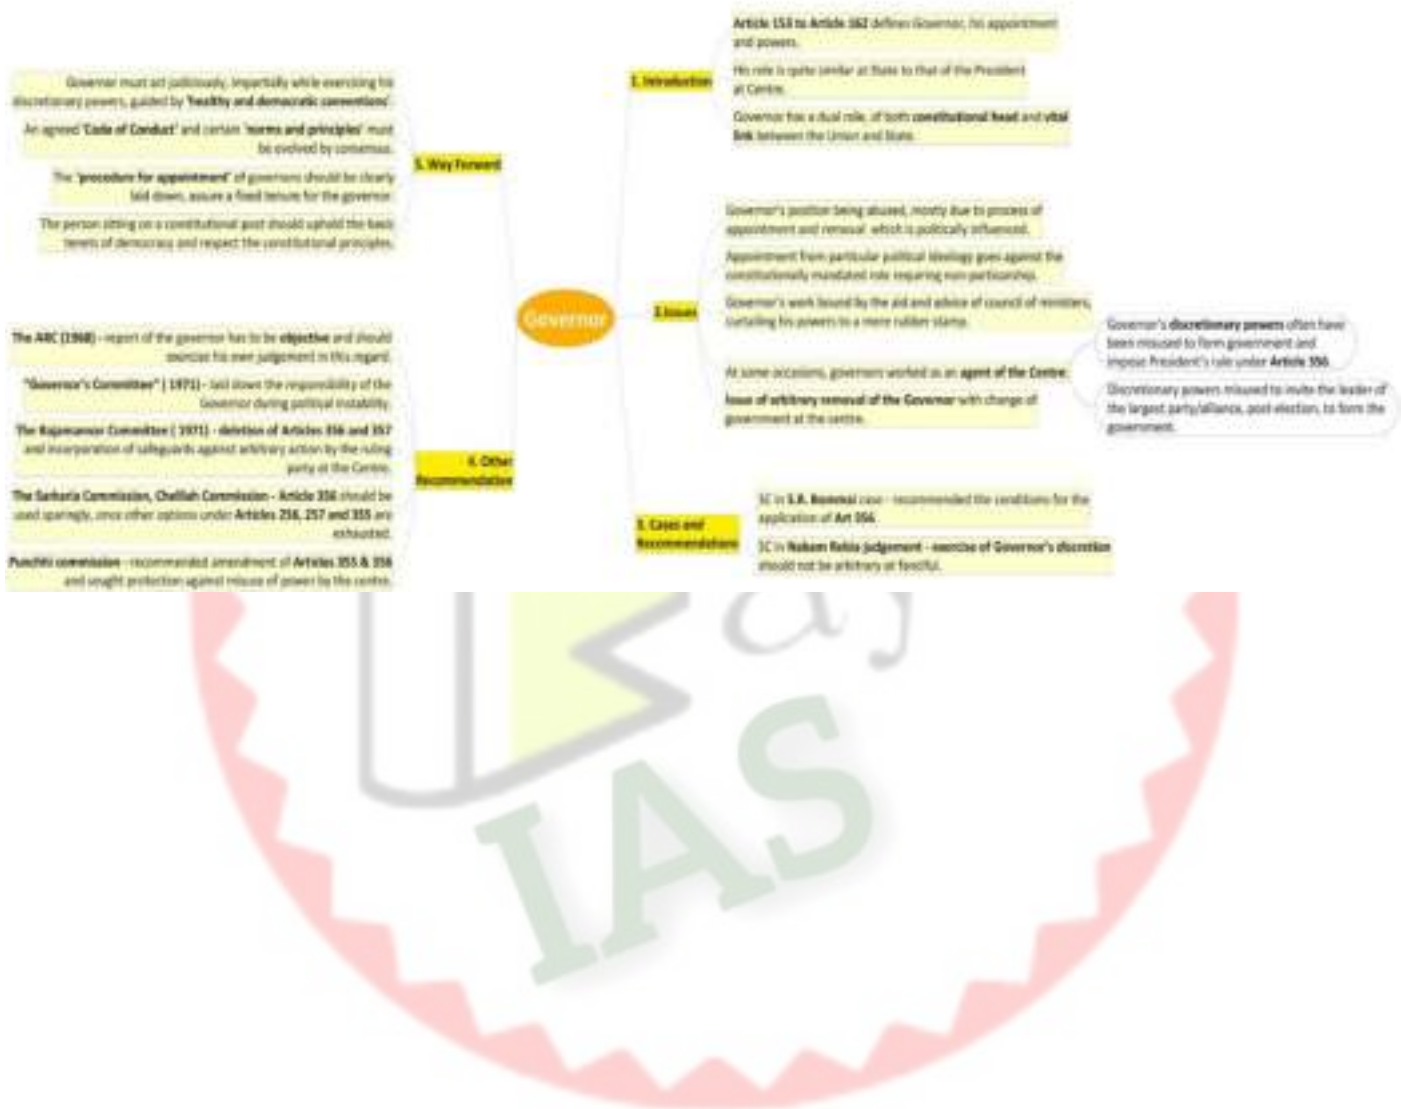 Governor
1. Introduction
Article 153 to Article 162 defines Governor, his appointment
and powers.
His role is quite similar at State to that of the President
at Centre.
Governor has a dual role, of both constitutional head and vital
link between the Union and State.
2.Issues
Governor's position being abused, mostly due to process of
appointment and removal which is politically influenced.
Appointment from particular political ideology goes against the
constitutionally mandated role requiring non-partisanship.
Governor's work bound by the aid and advice of council of ministers,
curtailing his powers to a mere rubber stamp.
At some occasions, governors worked as an agent of the Centre.
Governor's discretionary powers often have
been misused to form government and
impose President's rule under Article 356.
Discretionary powers misused to invite the leader of
the largest party/alliance, post-election, to form the
government.
Issue of arbitrary removal of the Governor with change of
government at the centre.
3. Cases and
Recommendations
SC in S.R. Bommai case - recommended the conditions for the
application of Art 356.
SC in Nabam Rebia judgement - exercise of Governor's discretion
should not be arbitrary or fanciful.
4. Other
Recommendation
The ARC (1968) - report of the governor has to be objective and should
exercise his own judgement in this regard.
"Governor's Committee" ( 1971) - laid down the responsibility of the
Governor during political instability.
The Rajamannar Committee ( 1971) - deletion of Articles 356 and 357
and incorporation of safeguards against arbitrary action by the ruling
party at the Centre.
The Sarkaria Commission, Chelliah Commission - Article 356 should be
used sparingly, once other options under Articles 256, 257 and 355 are
exhausted.
Punchhi commission - recommended amendment of Articles 355 & 356
and sought protection against misuse of power by the centre.
5. Way Forward
Governor must act judiciously, impartially while exercising his
discretionary powers, guided by 'healthy and democratic conventions'.
An agreed 'Code of Conduct' and certain 'norms and principles' must
be evolved by consensus.
The 'procedure for appointment' of governors should be clearly
laid down, assure a fixed tenure for the governor.
The person sitting on a constitutional post should uphold the basic
tenets of democracy and respect the constitutional principles.
IAS